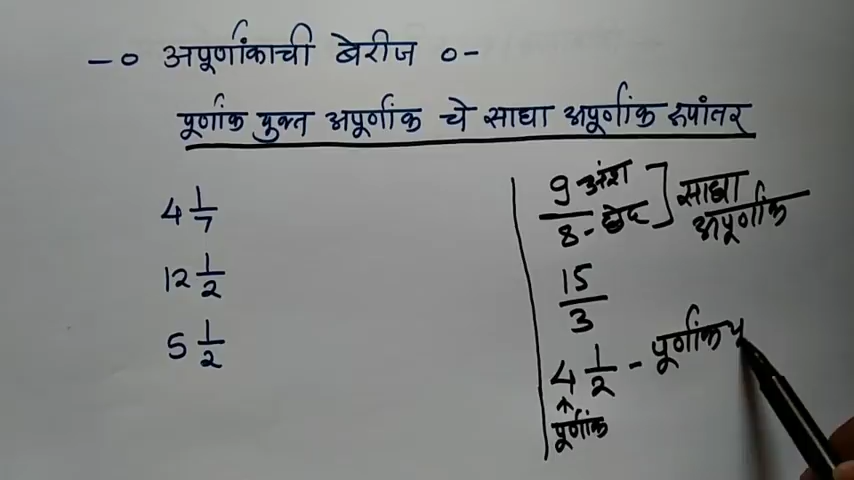 -० अपूर्णांकाची बेरीज ०-
पूर्णांक युक्त अपूर्णांक चे साधा अपूर्णांक रुपांतर
4 1/7
12 1/2
5 1/2
9 अंश
8 - छेद
साधा
अपूर्णांक
15/3
4 1/2 - पूर्णांक यु
पूर्णांक